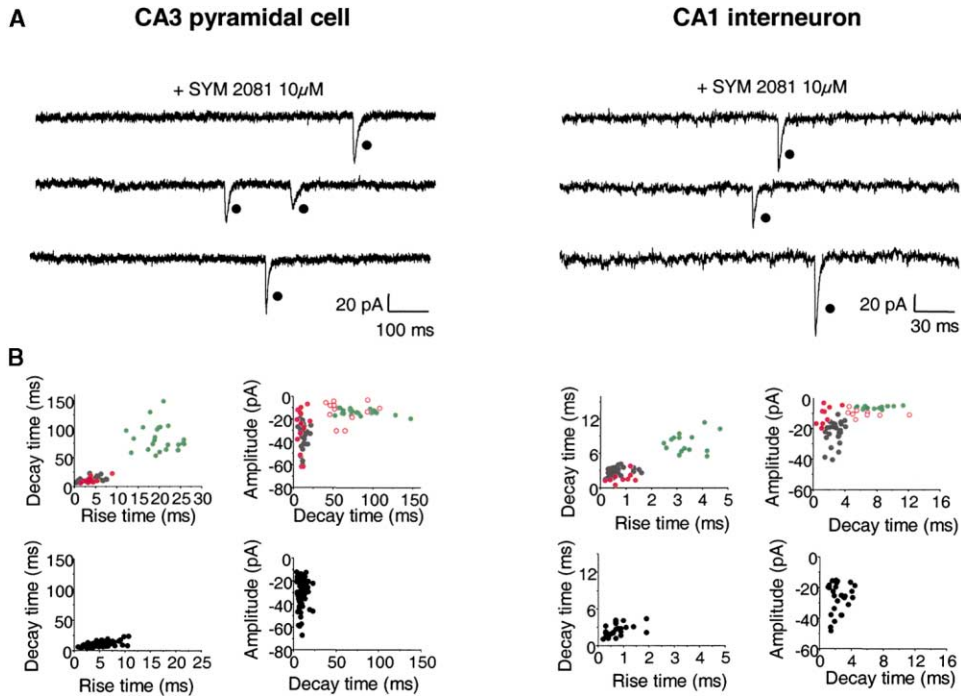 A CA3 pyramidal cell CA1 interneuron
+ SYM 2081 10µM + SYM 2081 10µM
20 pA 20 pA
100 ms 30 ms
B
Decay time (ms) 150 100 50 0
0 5 10 15 20 25 30
Rise time (ms)
Amplitude (pA) 0 -20 -40 -60 -80
0 50 100 150
Decay time (ms)
Decay time (ms) 12 6 0
0 1 2 3 4 5
Rise time (ms)
Amplitude (pA) 0 -20 -40 -60
0 4 8 12 16
Decay time (ms)
Decay time (ms) 150 100 50 0
0 5 10 15 20 25
Rise time (ms)
Amplitude (pA) 0 -20 -40 -60 -80
0 50 100 150
Decay time (ms)
Decay time (ms) 12 6 0
0 1 2 3 4 5
Rise time (ms)
Amplitude (pA) 0 -20 -40 -60
0 4 8 12 16
Decay time (ms)